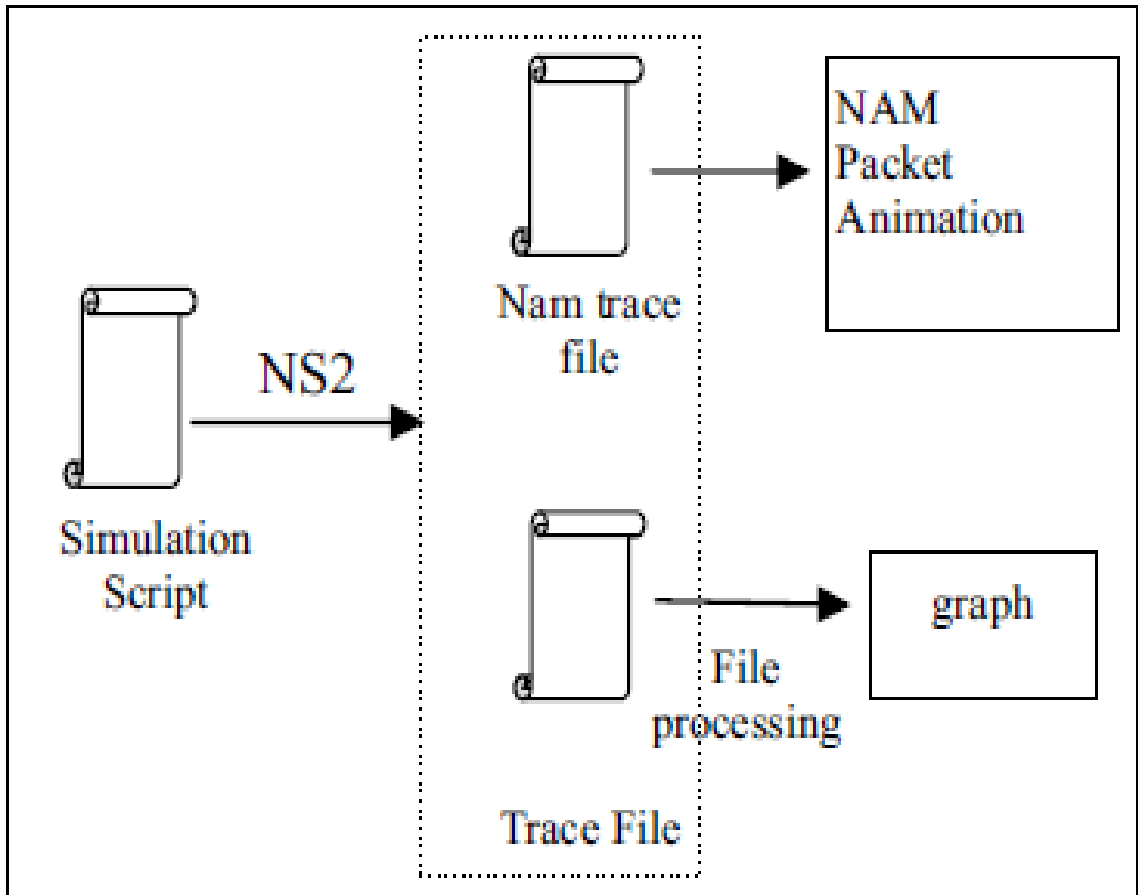 NAM
Packet
Animation
Nam trace
file
NS2
Simulation
Script
graph
File
processing
Trace File